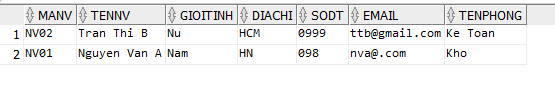 MANV TENNV GIOITINH DIACHI SODT EMAIL TENPHONG
1 NV02 Tran Thi B Nu HCM 0999 ttb@gmail.com Ke Toan
2 NV01 Nguyen Van A Nam HN 098 nva@.com Kho